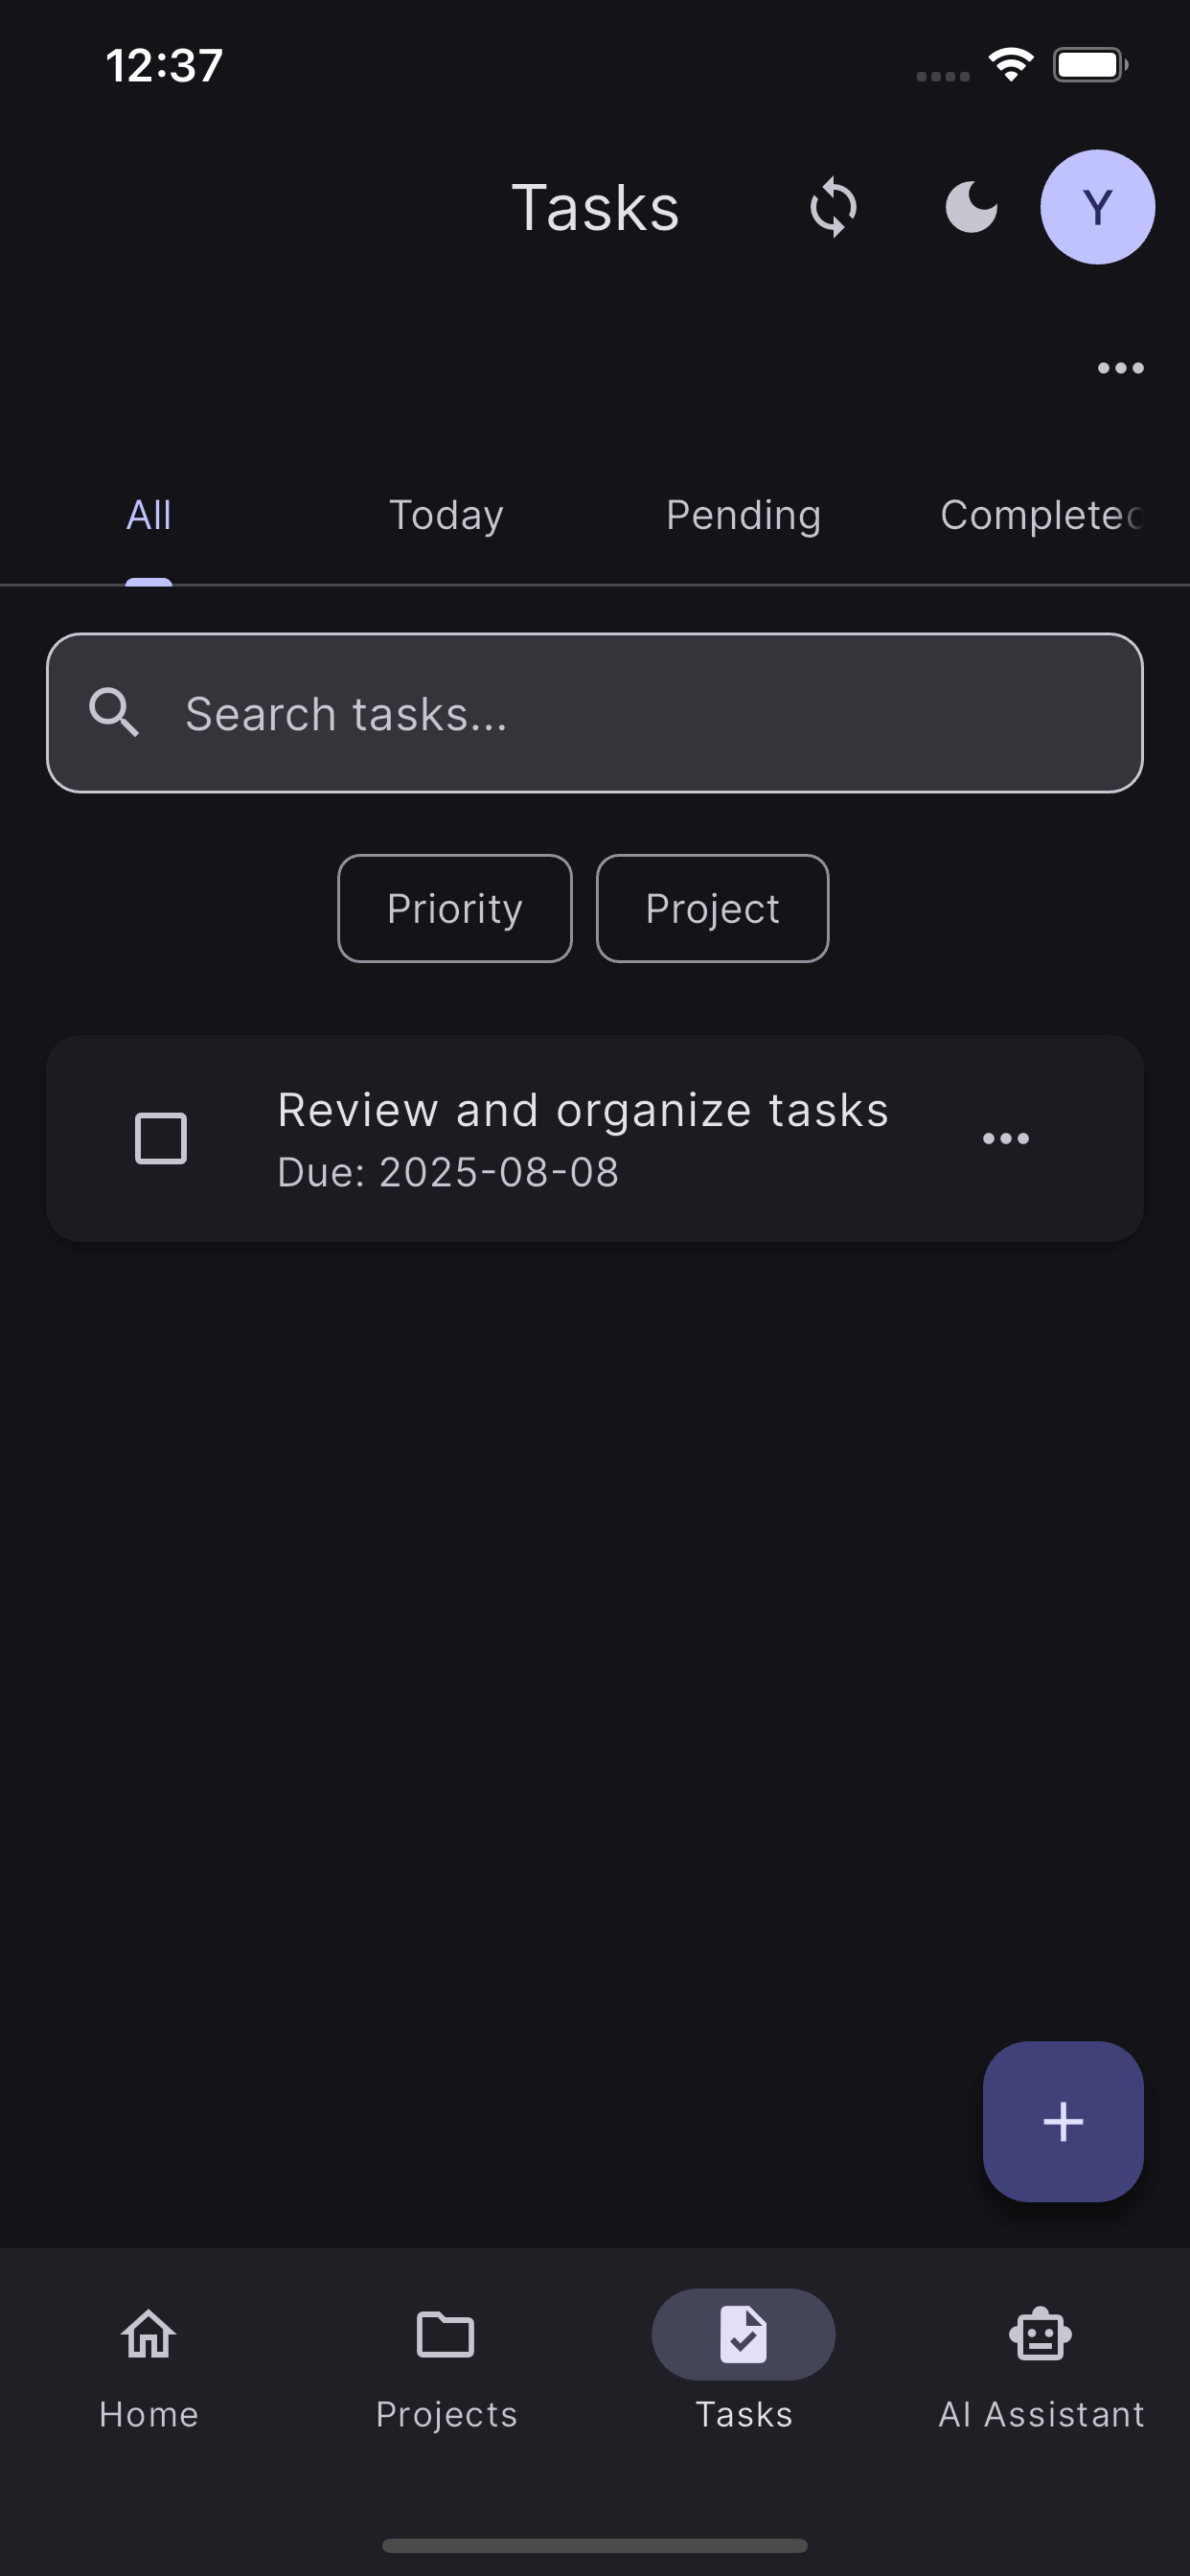 12:37
Tasks
Y
All
Today
Pending
Completed
Search tasks...
Priority
Project
Review and organize tasks
Due: 2025-08-08
Home
Projects
Tasks
AI Assistant